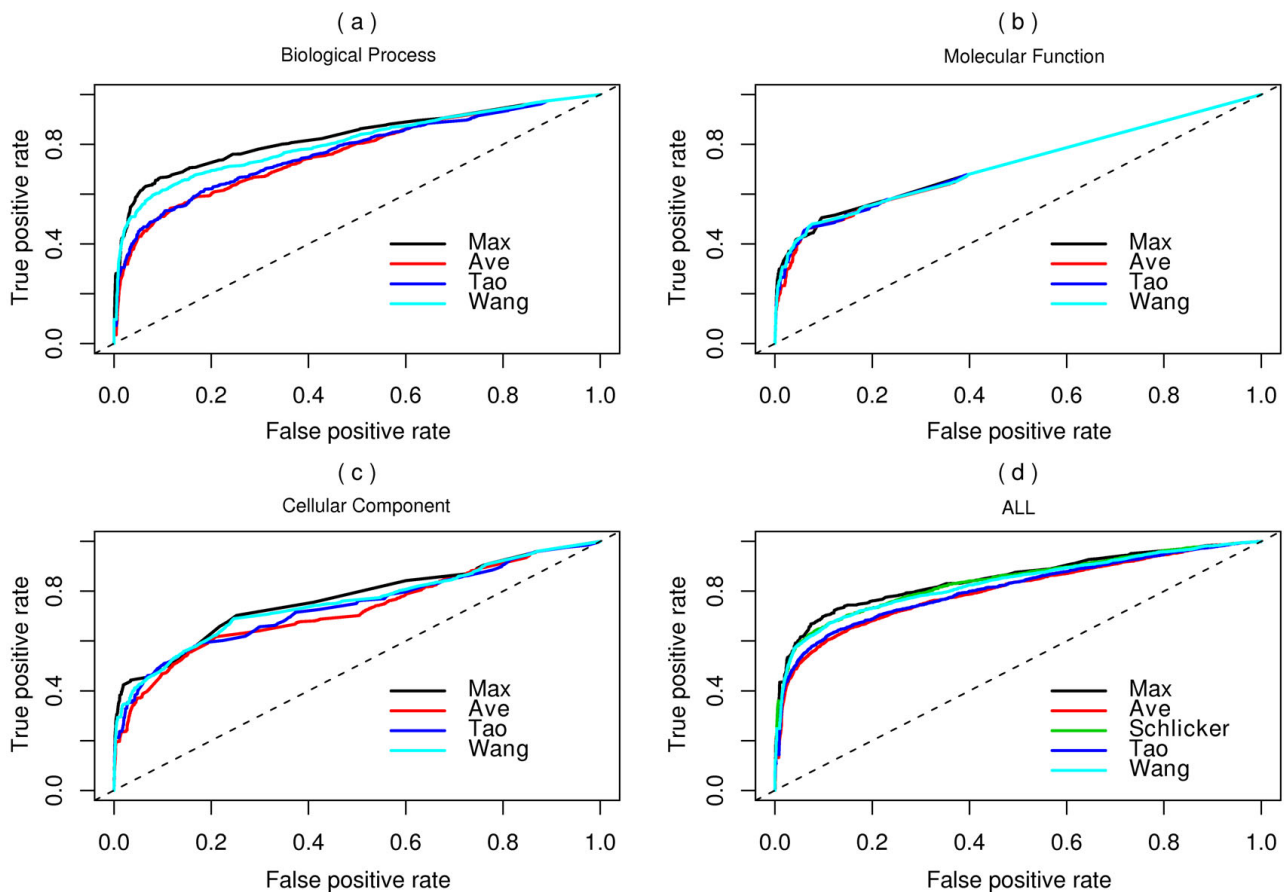 ( a )
Biological Process
True positive rate
0.0
0.4
0.8
Max
Ave
Tao
Wang
0.0 0.2 0.4 0.6 0.8 1.0
False positive rate
( b )
Molecular Function
True positive rate
0.0
0.4
0.8
Max
Ave
Tao
Wang
0.0 0.2 0.4 0.6 0.8 1.0
False positive rate
( c )
Cellular Component
True positive rate
0.0
0.4
0.8
Max
Ave
Tao
Wang
0.0 0.2 0.4 0.6 0.8 1.0
False positive rate
( d )
ALL
True positive rate
0.0
0.4
0.8
Max
Ave
Schlicker
Tao
Wang
0.0 0.2 0.4 0.6 0.8 1.0
False positive rate